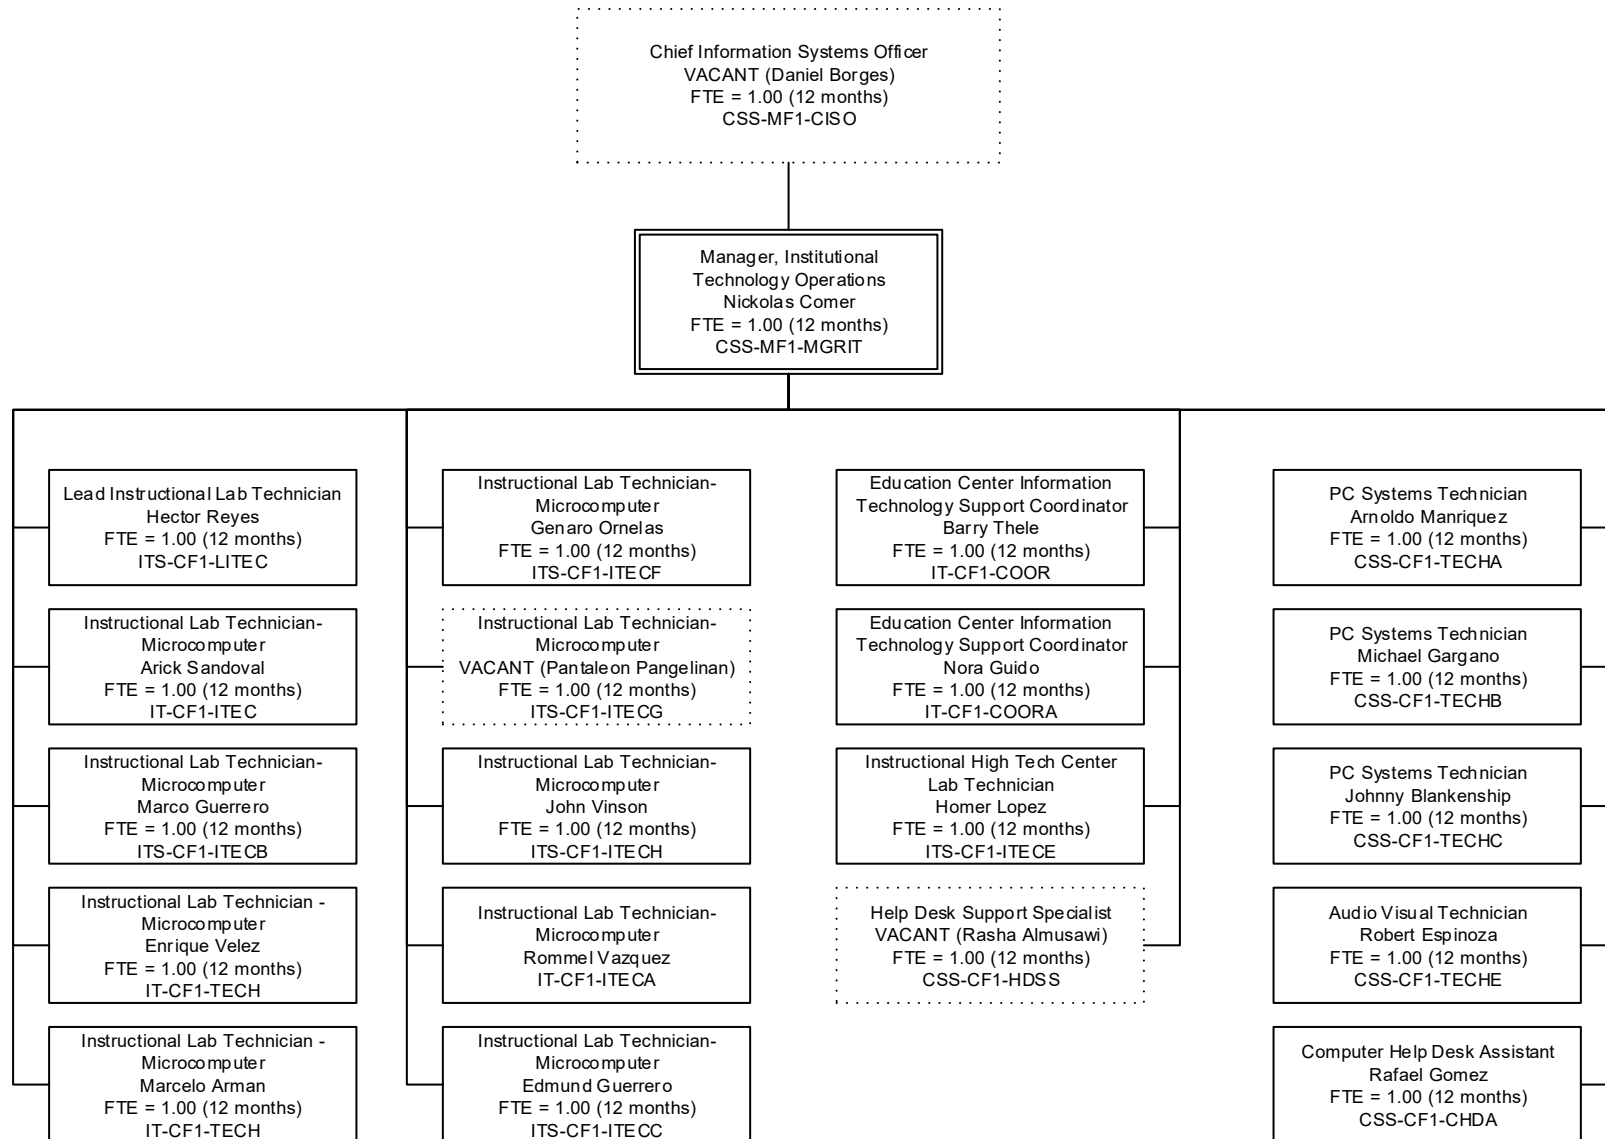 Chief Information Systems Officer
VACANT (Daniel Borges)
FTE = 1.00 (12 months)
CSS-MF1-CISO
Manager, Institutional
Technology Operations
Nickolas Comer
FTE = 1.00 (12 months)
CSS-MF1-MGRIT
Lead Instructional Lab Technician
Hector Reyes
FTE = 1.00 (12 months)
ITS-CF1-LITEC
Instructional Lab Technician-
Microcomputer
Arick Sandoval
FTE = 1.00 (12 months)
IT-CF1-ITEC
Instructional Lab Technician-
Microcomputer
Marco Guerrero
FTE = 1.00 (12 months)
ITS-CF1-ITECB
Instructional Lab Technician -
Microcomputer
Enrique Velez
FTE = 1.00 (12 months)
IT-CF1-TECH
Instructional Lab Technician -
Microcomputer
Marcelo Arman
FTE = 1.00 (12 months)
IT-CF1-TECH
Instructional Lab Technician-
Microcomputer
Genaro Ornelas
FTE = 1.00 (12 months)
ITS-CF1-ITECF
Instructional Lab Technician-
Microcomputer
VACANT (Pantaleon Pangelinan)
FTE = 1.00 (12 months)
ITS-CF1-ITECG
Instructional Lab Technician-
Microcomputer
John Vinson
FTE = 1.00 (12 months)
ITS-CF1-ITECH
Instructional Lab Technician-
Microcomputer
Rommel Vazquez
IT-CF1-ITECA
Instructional Lab Technician-
Microcomputer
Edmund Guerrero
FTE = 1.00 (12 months)
ITS-CF1-ITECC
Education Center Information
Technology Support Coordinator
Barry Thele
FTE = 1.00 (12 months)
IT-CF1-COOR
Education Center Information
Technology Support Coordinator
Nora Guido
FTE = 1.00 (12 months)
IT-CF1-COORA
Instructional High Tech Center
Lab Technician
Homer Lopez
FTE = 1.00 (12 months)
ITS-CF1-ITECE
Help Desk Support Specialist
VACANT (Rasha Almusawi)
FTE = 1.00 (12 months)
CSS-CF1-HDSS
PC Systems Technician
Arnoldo Manriquez
FTE = 1.00 (12 months)
CSS-CF1-TECHA
PC Systems Technician
Michael Gargano
FTE = 1.00 (12 months)
CSS-CF1-TECHB
PC Systems Technician
Johnny Blankenship
FTE = 1.00 (12 months)
CSS-CF1-TECHC
Audio Visual Technician
Robert Espinoza
FTE = 1.00 (12 months)
CSS-CF1-TECHE
Computer Help Desk Assistant
Rafael Gomez
FTE = 1.00 (12 months)
CSS-CF1-CHDA